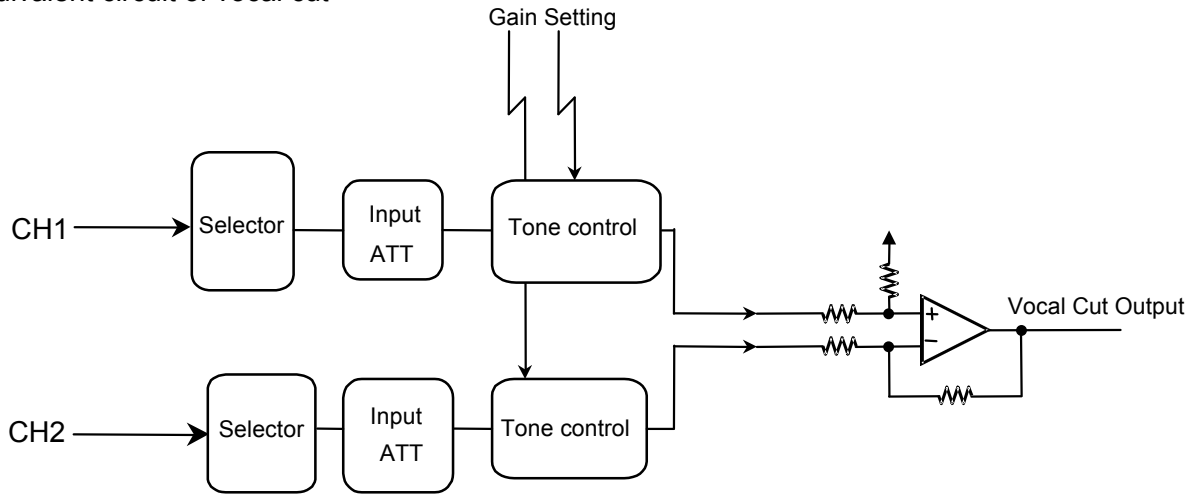 Gain Setting
CH1
Selector
Input
ATT
Tone control
+
Vocal Cut Output
−
CH2
Selector
Input
ATT
Tone control